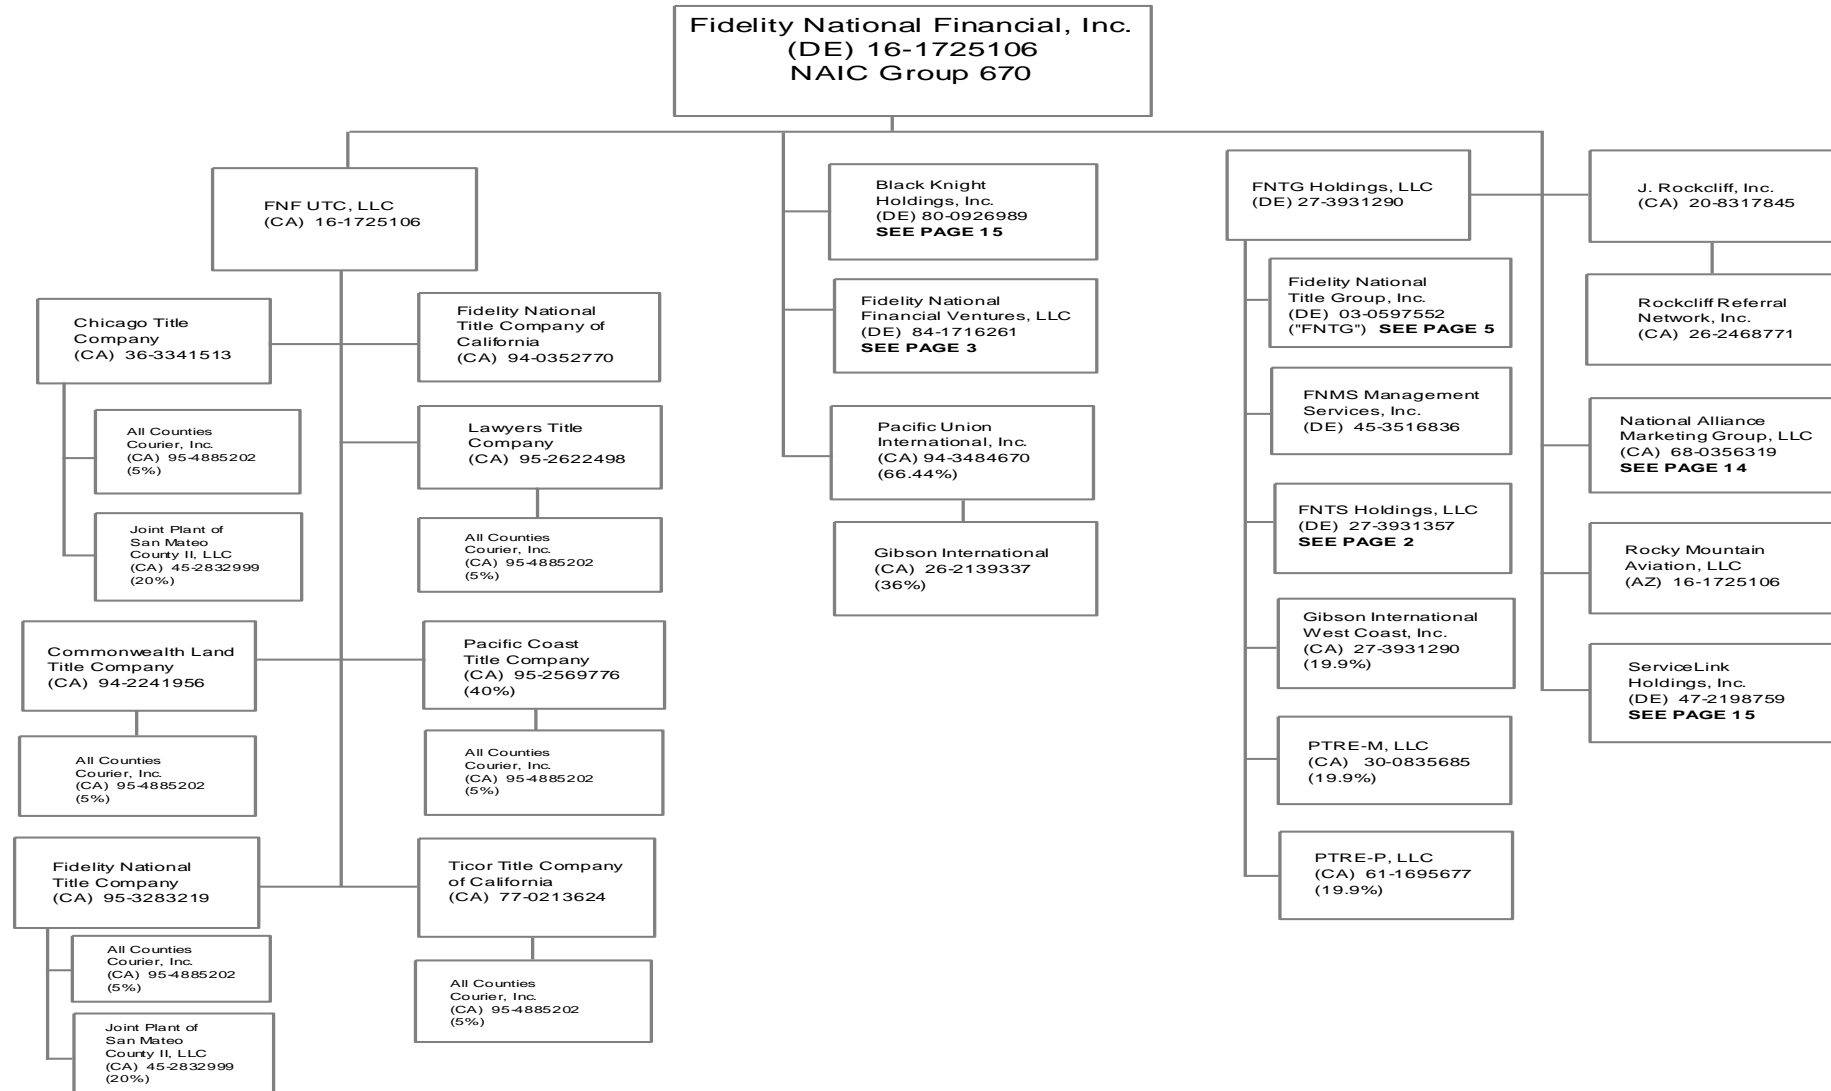 Fidelity National Financial, Inc.
(DE) 16-1725106
NAIC Group 670
FNF UTC, LLC
(CA) 16-1725106
Chicago Title
Company
(CA) 36-3341513
All Counties
Courier, Inc.
(CA) 95-4885202
(5%)
Joint Plant of
San Mateo
County II, LLC
(CA) 45-2832999
(20%)
Fidelity National
Title Company of
California
(CA) 94-0352770
Lawyers Title
Company
(CA) 95-2622498
All Counties
Courier, Inc.
(CA) 95-4885202
(5%)
Commonwealth Land
Title Company
(CA) 94-2241956
All Counties
Courier, Inc.
(CA) 95-4885202
(5%)
Pacific Coast
Title Company
(CA) 95-2569776
(40%)
All Counties
Courier, Inc.
(CA) 95-4885202
(5%)
Fidelity National
Title Company
(CA) 95-3283219
All Counties
Courier, Inc.
(CA) 95-4885202
(5%)
Joint Plant of
San Mateo
County II, LLC
(CA) 45-2832999
(20%)
Ticor Title Company
of California
(CA) 77-0213624
All Counties
Courier, Inc.
(CA) 95-4885202
(5%)
Black Knight
Holdings, Inc.
(DE) 80-0926989
SEE PAGE 15
Fidelity National
Financial Ventures, LLC
(DE) 84-1716261
SEE PAGE 3
Pacific Union
International, Inc.
(CA) 94-3484670
(66.44%)
Gibson International
(CA) 26-2139337
(36%)
FNTG Holdings, LLC
(DE) 27-3931290
Fidelity National
Title Group, Inc.
(DE) 03-0597552
("FNTG") SEE PAGE 5
FNMS Management
Services, Inc.
(DE) 45-3516836
FNTS Holdings, LLC
(DE) 27-3931357
SEE PAGE 2
Gibson International
West Coast, Inc.
(CA) 27-3931290
(19.9%)
PTRE-M, LLC
(CA) 30-0835685
(19.9%)
PTRE-P, LLC
(CA) 61-1695677
(19.9%)
J. Rockcliff, Inc.
(CA) 20-8317845
Rockcliff Referral
Network, Inc.
(CA) 26-2468771
National Alliance
Marketing Group, LLC
(CA) 68-0356319
SEE PAGE 14
Rocky Mountain
Aviation, LLC
(AZ) 16-1725106
ServiceLink
Holdings, Inc.
(DE) 47-2198759
SEE PAGE 15